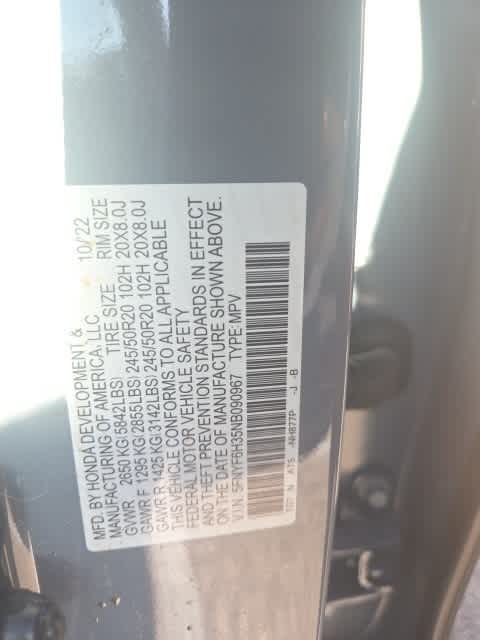 MFD. BY HONDA DEVELOPMENT & 10/22
MANUFACTURING OF AMERICA, LLC
TIRE SIZE RIM SIZE
GVWR 2650 KG(5842LBS)
GAWR F 1295 KG(2855LBS) 245/50R20 102H 20X8.0J
GAWR R 1425 KG(3142LBS) 245/50R20 102H 20X8.0J
THIS VEHICLE CONFORMS TO ALL APPLICABLE
FEDERAL MOTOR VEHICLE SAFETY
AND THEFT PREVENTION STANDARDS IN EFFECT
ON THE DATE OF MANUFACTURE SHOWN ABOVE.
V.I.N. 5FNYF6H35NB090967 TYPE:MPV
NH877P -J -B